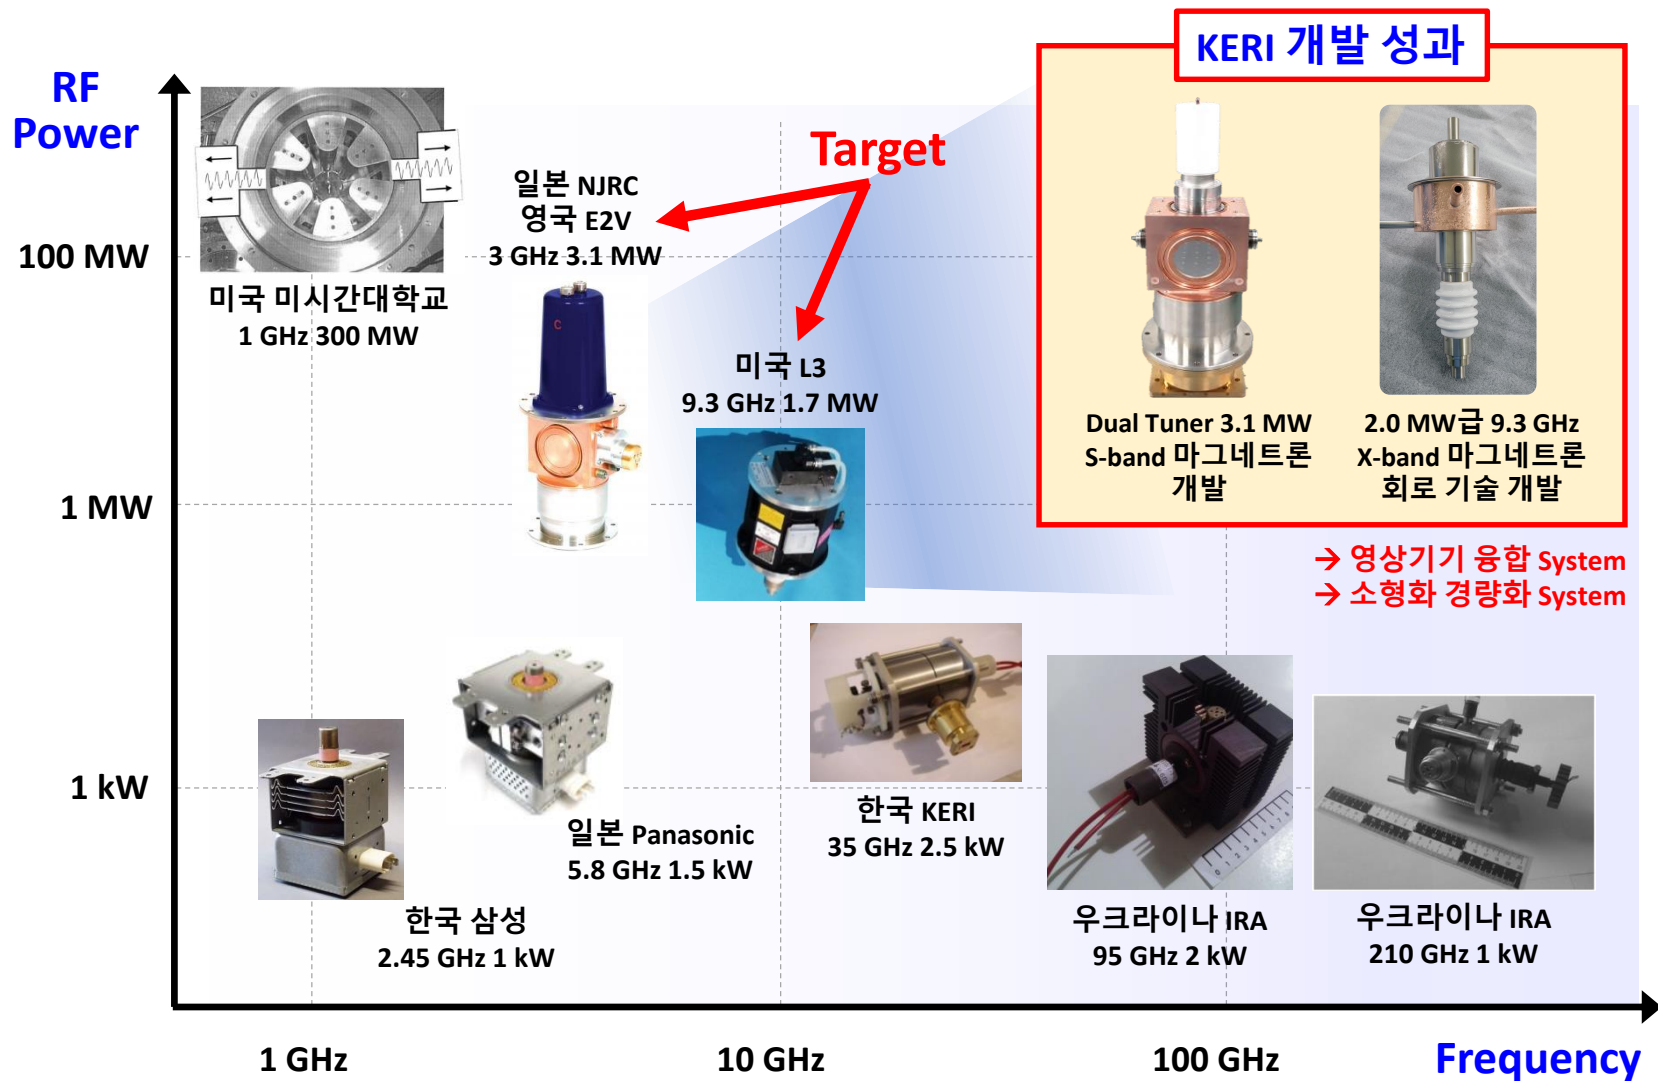 KERI 개발 성과
RF
Power
Target
일본 NJRC
영국 E2V
3 GHz 3.1 MW
100 MW
미국 미시간대학교
1 GHz 300 MW
C
미국 L3
9.3 GHz 1.7 MW
Dual Tuner 3.1 MW
S-band 마그네트론
개발
2.0 MW급 9.3 GHz
X-band 마그네트론
회로 기술 개발
1 MW
→ 영상기기 융합 System
→ 소형화 경량화 System
1 kW
한국 KERI
35 GHz 2.5 kW
일본 Panasonic
5.8 GHz 1.5 kW
한국 삼성
2.45 GHz 1 kW
우크라이나 IRA
95 GHz 2 kW
우크라이나 IRA
210 GHz 1 kW
1 GHz
10 GHz
100 GHz
Frequency